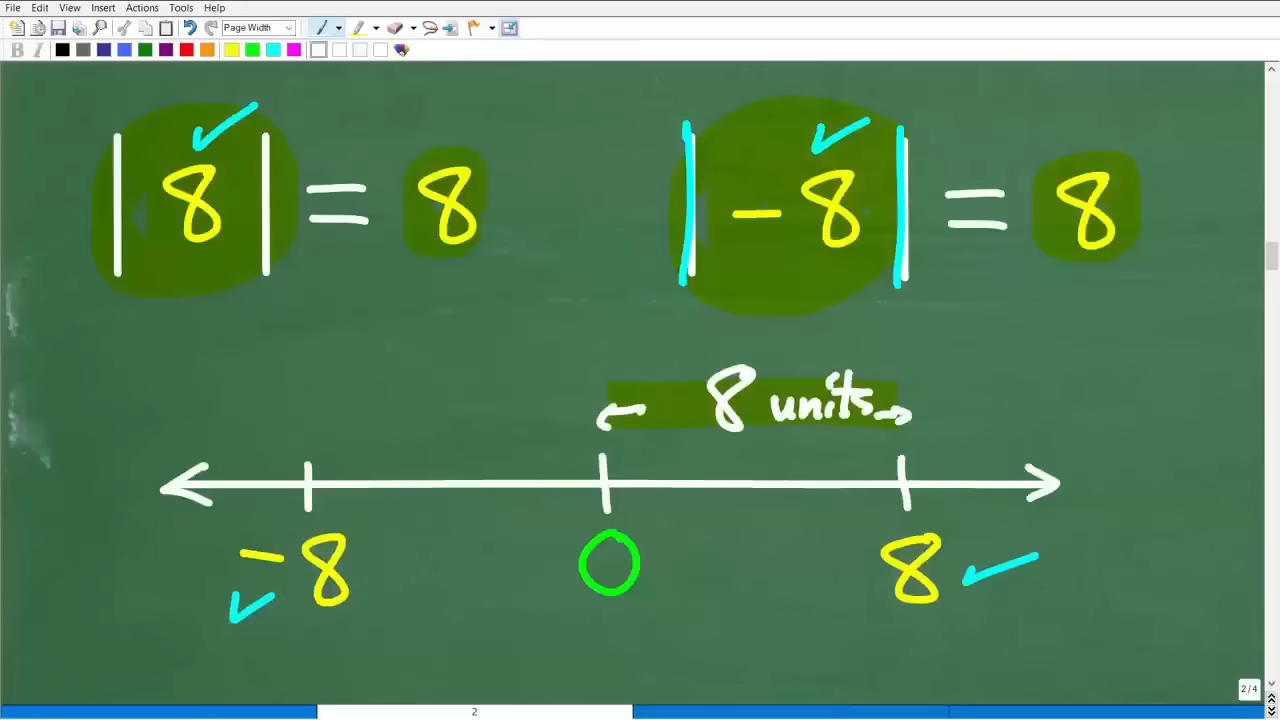 File Edit View Insert Actions Tools Help
Page Width
B I
|8| = 8 |-8| = 8
8 units
-8 0 8
2/4
2